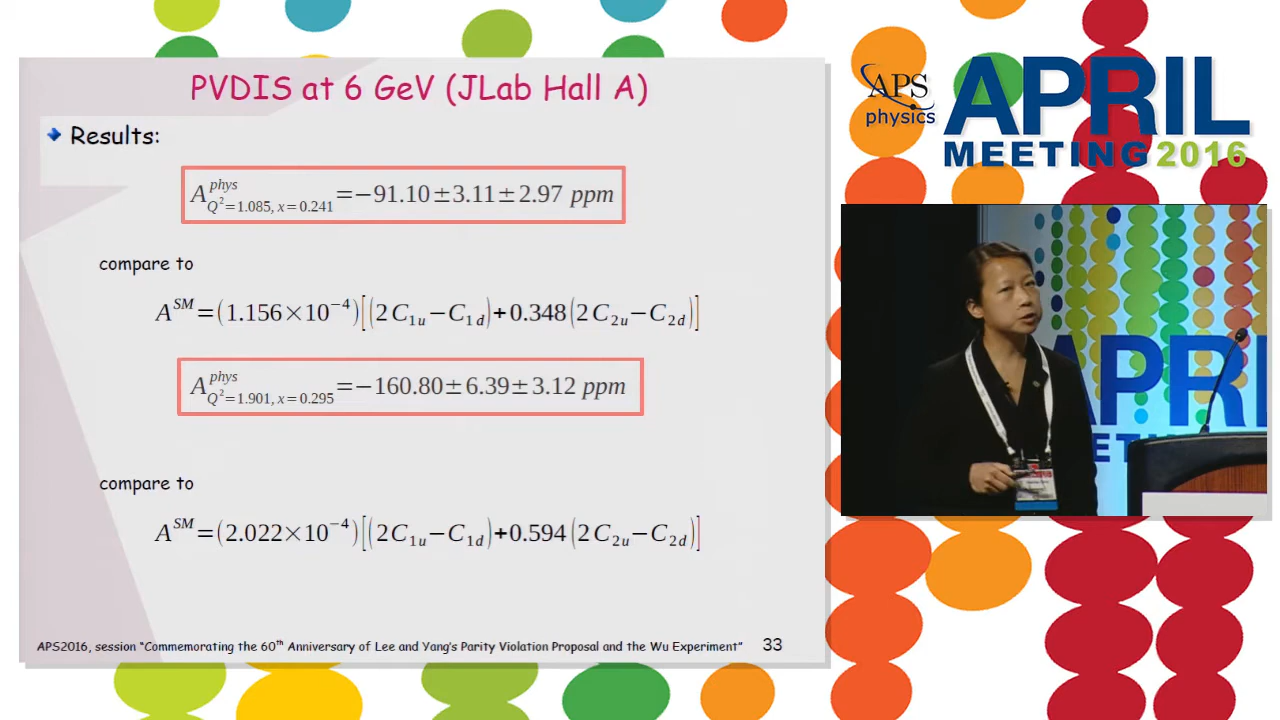 PVDIS at 6 GeV (JLab Hall A)
Results:
A^{phys}_{Q²=1.085, x=0.241} =−91.10±3.11±2.97 ppm
compare to
A^{SM}=(1.156×10^{−4})[(2C_{1u}−C_{1d})+0.348(2C_{2u}−C_{2d})]
A^{phys}_{Q²=1.901, x=0.295} =−160.80±6.39±3.12 ppm
compare to
A^{SM}=(2.022×10^{−4})[(2C_{1u}−C_{1d})+0.594(2C_{2u}−C_{2d})]
APS2016, session “Commemorating the 60th Anniversary of Lee and Yang's Parity Violation Proposal and the Wu Experiment” 33
APS
physics
APRIL
MEETING 2016
APRIL
MEETI